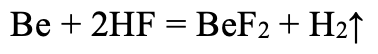 Be + 2HF = BeF₂ + H₂↑